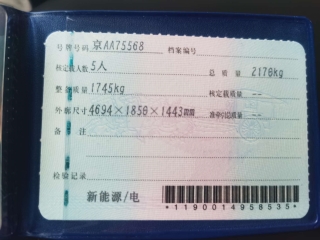 号牌号码 京AA75568 档案编号
核定载人数 5人 总质量 2176kg
整备质量 1745kg 核定载质量 --
外廓尺寸 4694×1850×1443mm 准牵引总质量 --
备注
检验记录
新能源/电
*1190014958535*